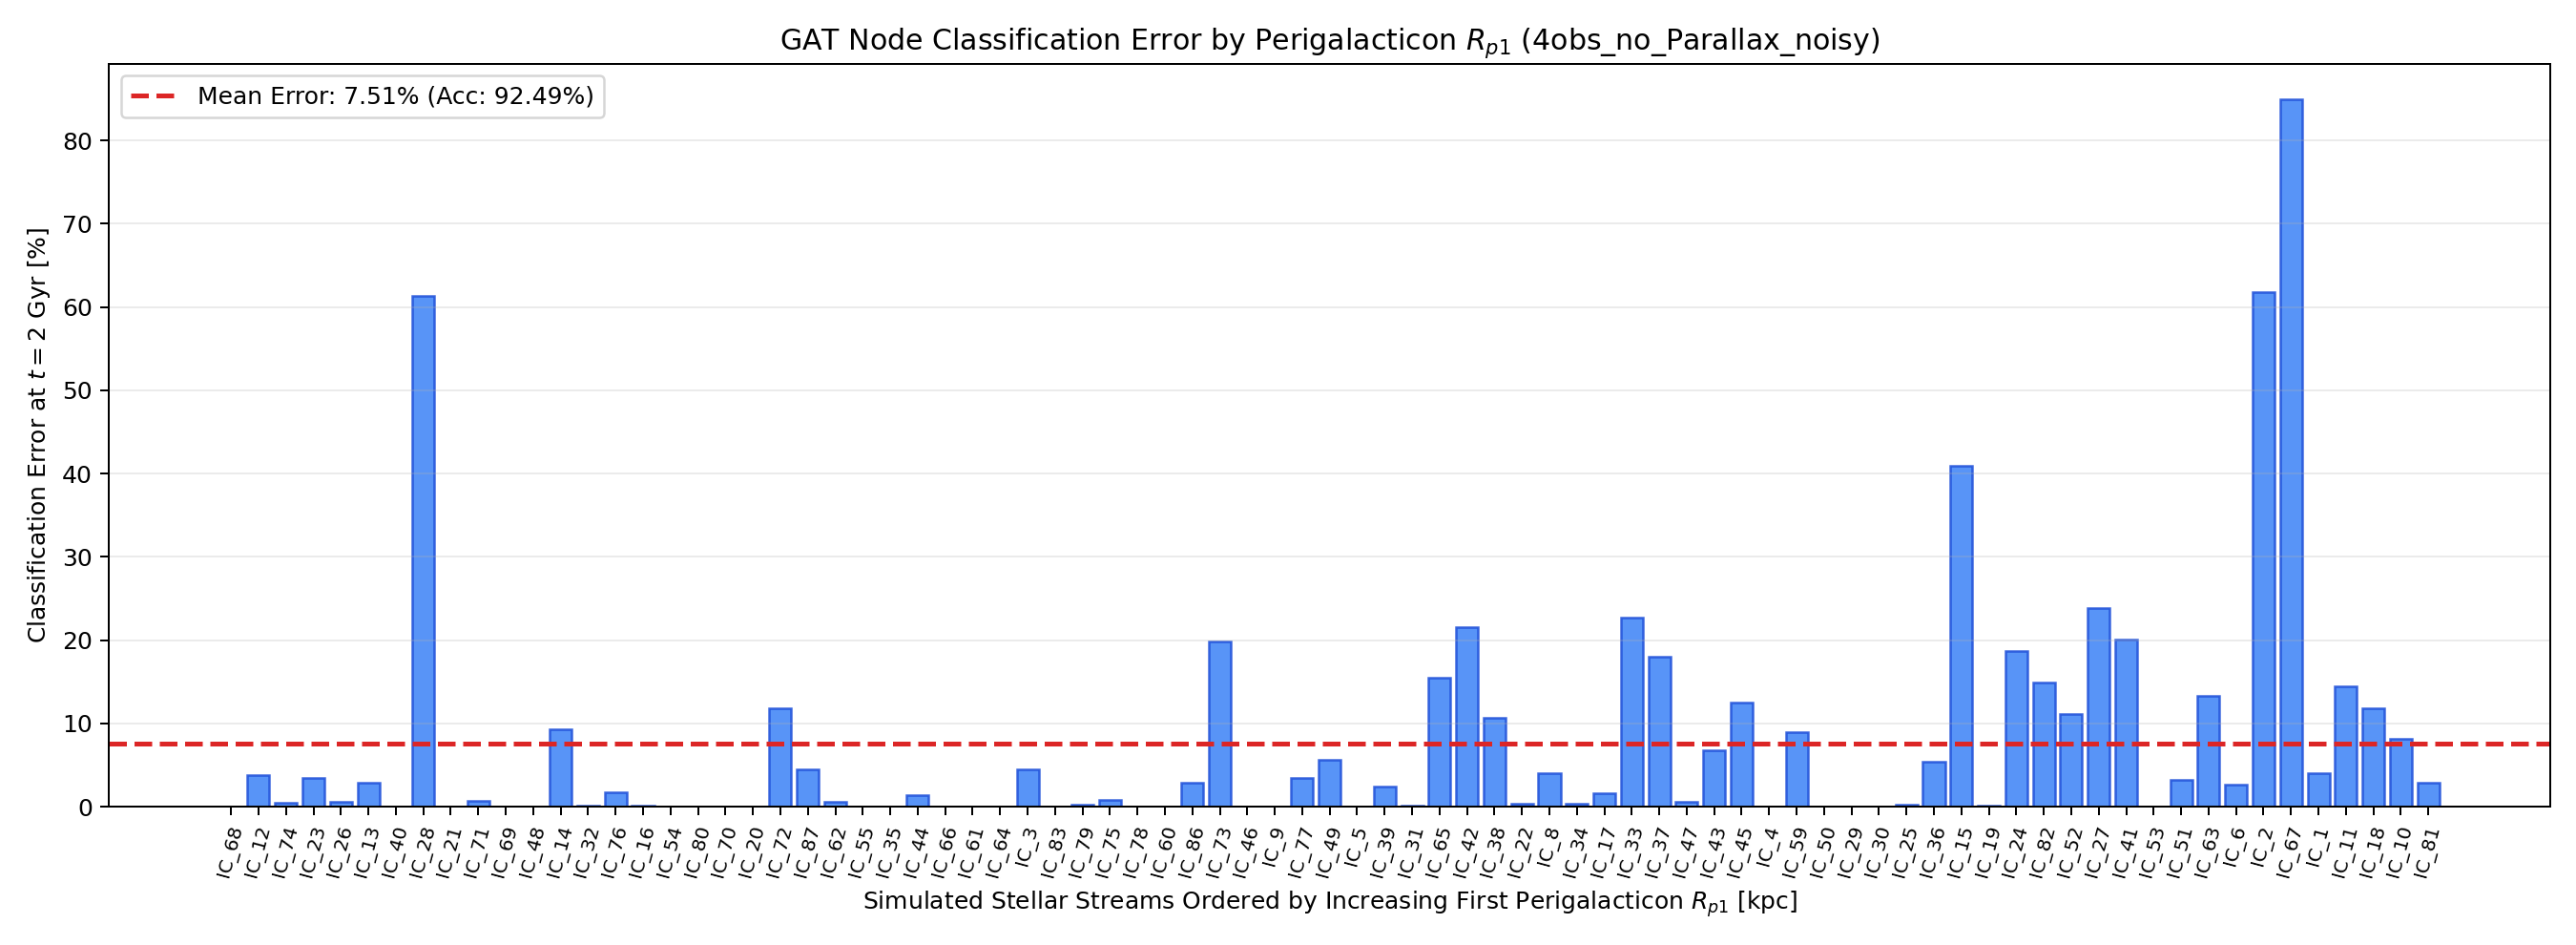 GAT Node Classification Error by Perigalacticon R_{p1} (4obs_no_Parallax_noisy)
Mean Error: 7.51% (Acc: 92.49%)
Classification Error at t = 2 Gyr [%]
80
70
60
50
40
30
20
10
0
IC_68 IC_12 IC_74 IC_23 IC_26 IC_13 IC_40 IC_28 IC_21 IC_71 IC_69 IC_48 IC_14 IC_32 IC_76 IC_16 IC_54 IC_80 IC_70 IC_20 IC_72 IC_87 IC_62 IC_55 IC_35 IC_44 IC_66 IC_61 IC_64 IC_3 IC_83 IC_79 IC_75 IC_78 IC_60 IC_86 IC_73 IC_46 IC_9 IC_77 IC_49 IC_5 IC_39 IC_31 IC_65 IC_42 IC_38 IC_22 IC_8 IC_34 IC_17 IC_33 IC_37 IC_47 IC_43 IC_45 IC_4 IC_59 IC_50 IC_29 IC_30 IC_25 IC_36 IC_15 IC_19 IC_24 IC_82 IC_52 IC_27 IC_41 IC_53 IC_51 IC_63 IC_6 IC_2 IC_67 IC_1 IC_11 IC_18 IC_10 IC_81
Simulated Stellar Streams Ordered by Increasing First Perigalacticon R_{p1} [kpc]